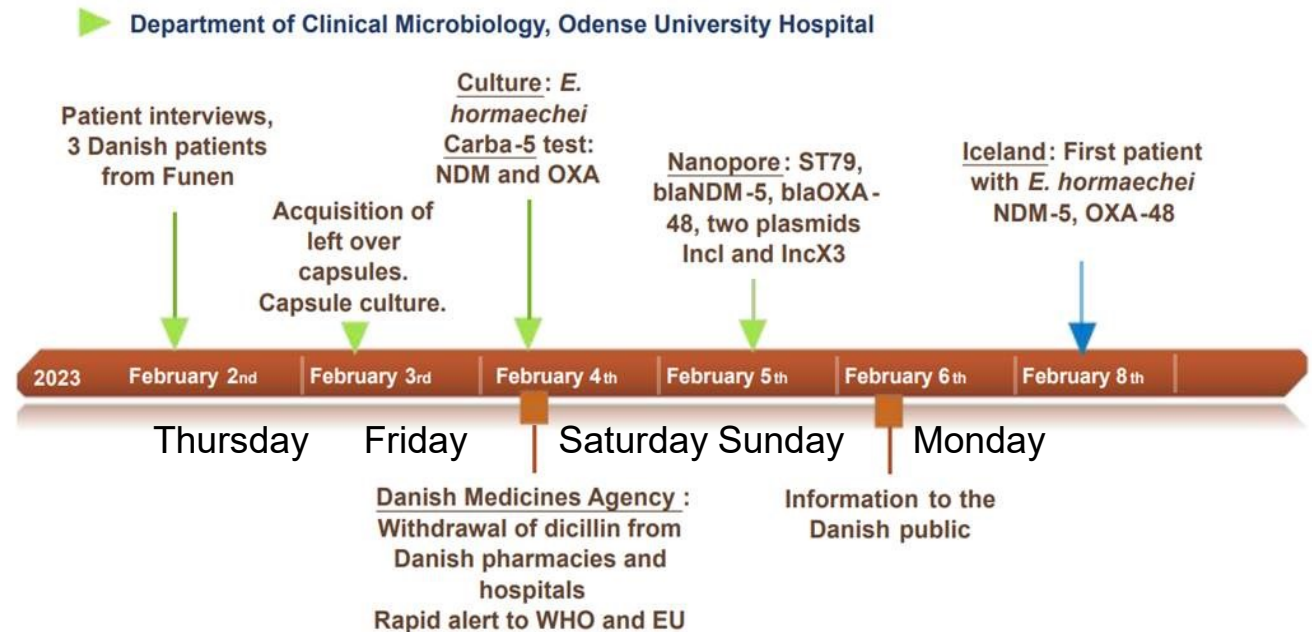 Department of Clinical Microbiology, Odense University Hospital
Patient interviews,
3 Danish patients
from Funen
Acquisition of
left over
capsules.
Capsule culture.
Culture: E.
hormaechei
Carba-5 test:
NDM and OXA
Nanopore: ST79,
blaNDM-5, blaOXA-
48, two plasmids
IncI and IncX3
Iceland: First patient
with E. hormaechei
NDM-5, OXA-48
2023 February 2nd February 3rd February 4th February 5th February 6th February 8th
Thursday Friday Saturday Sunday Monday
Danish Medicines Agency :
Withdrawal of dicillin from
Danish pharmacies and
hospitals
Rapid alert to WHO and EU
Information to the
Danish public